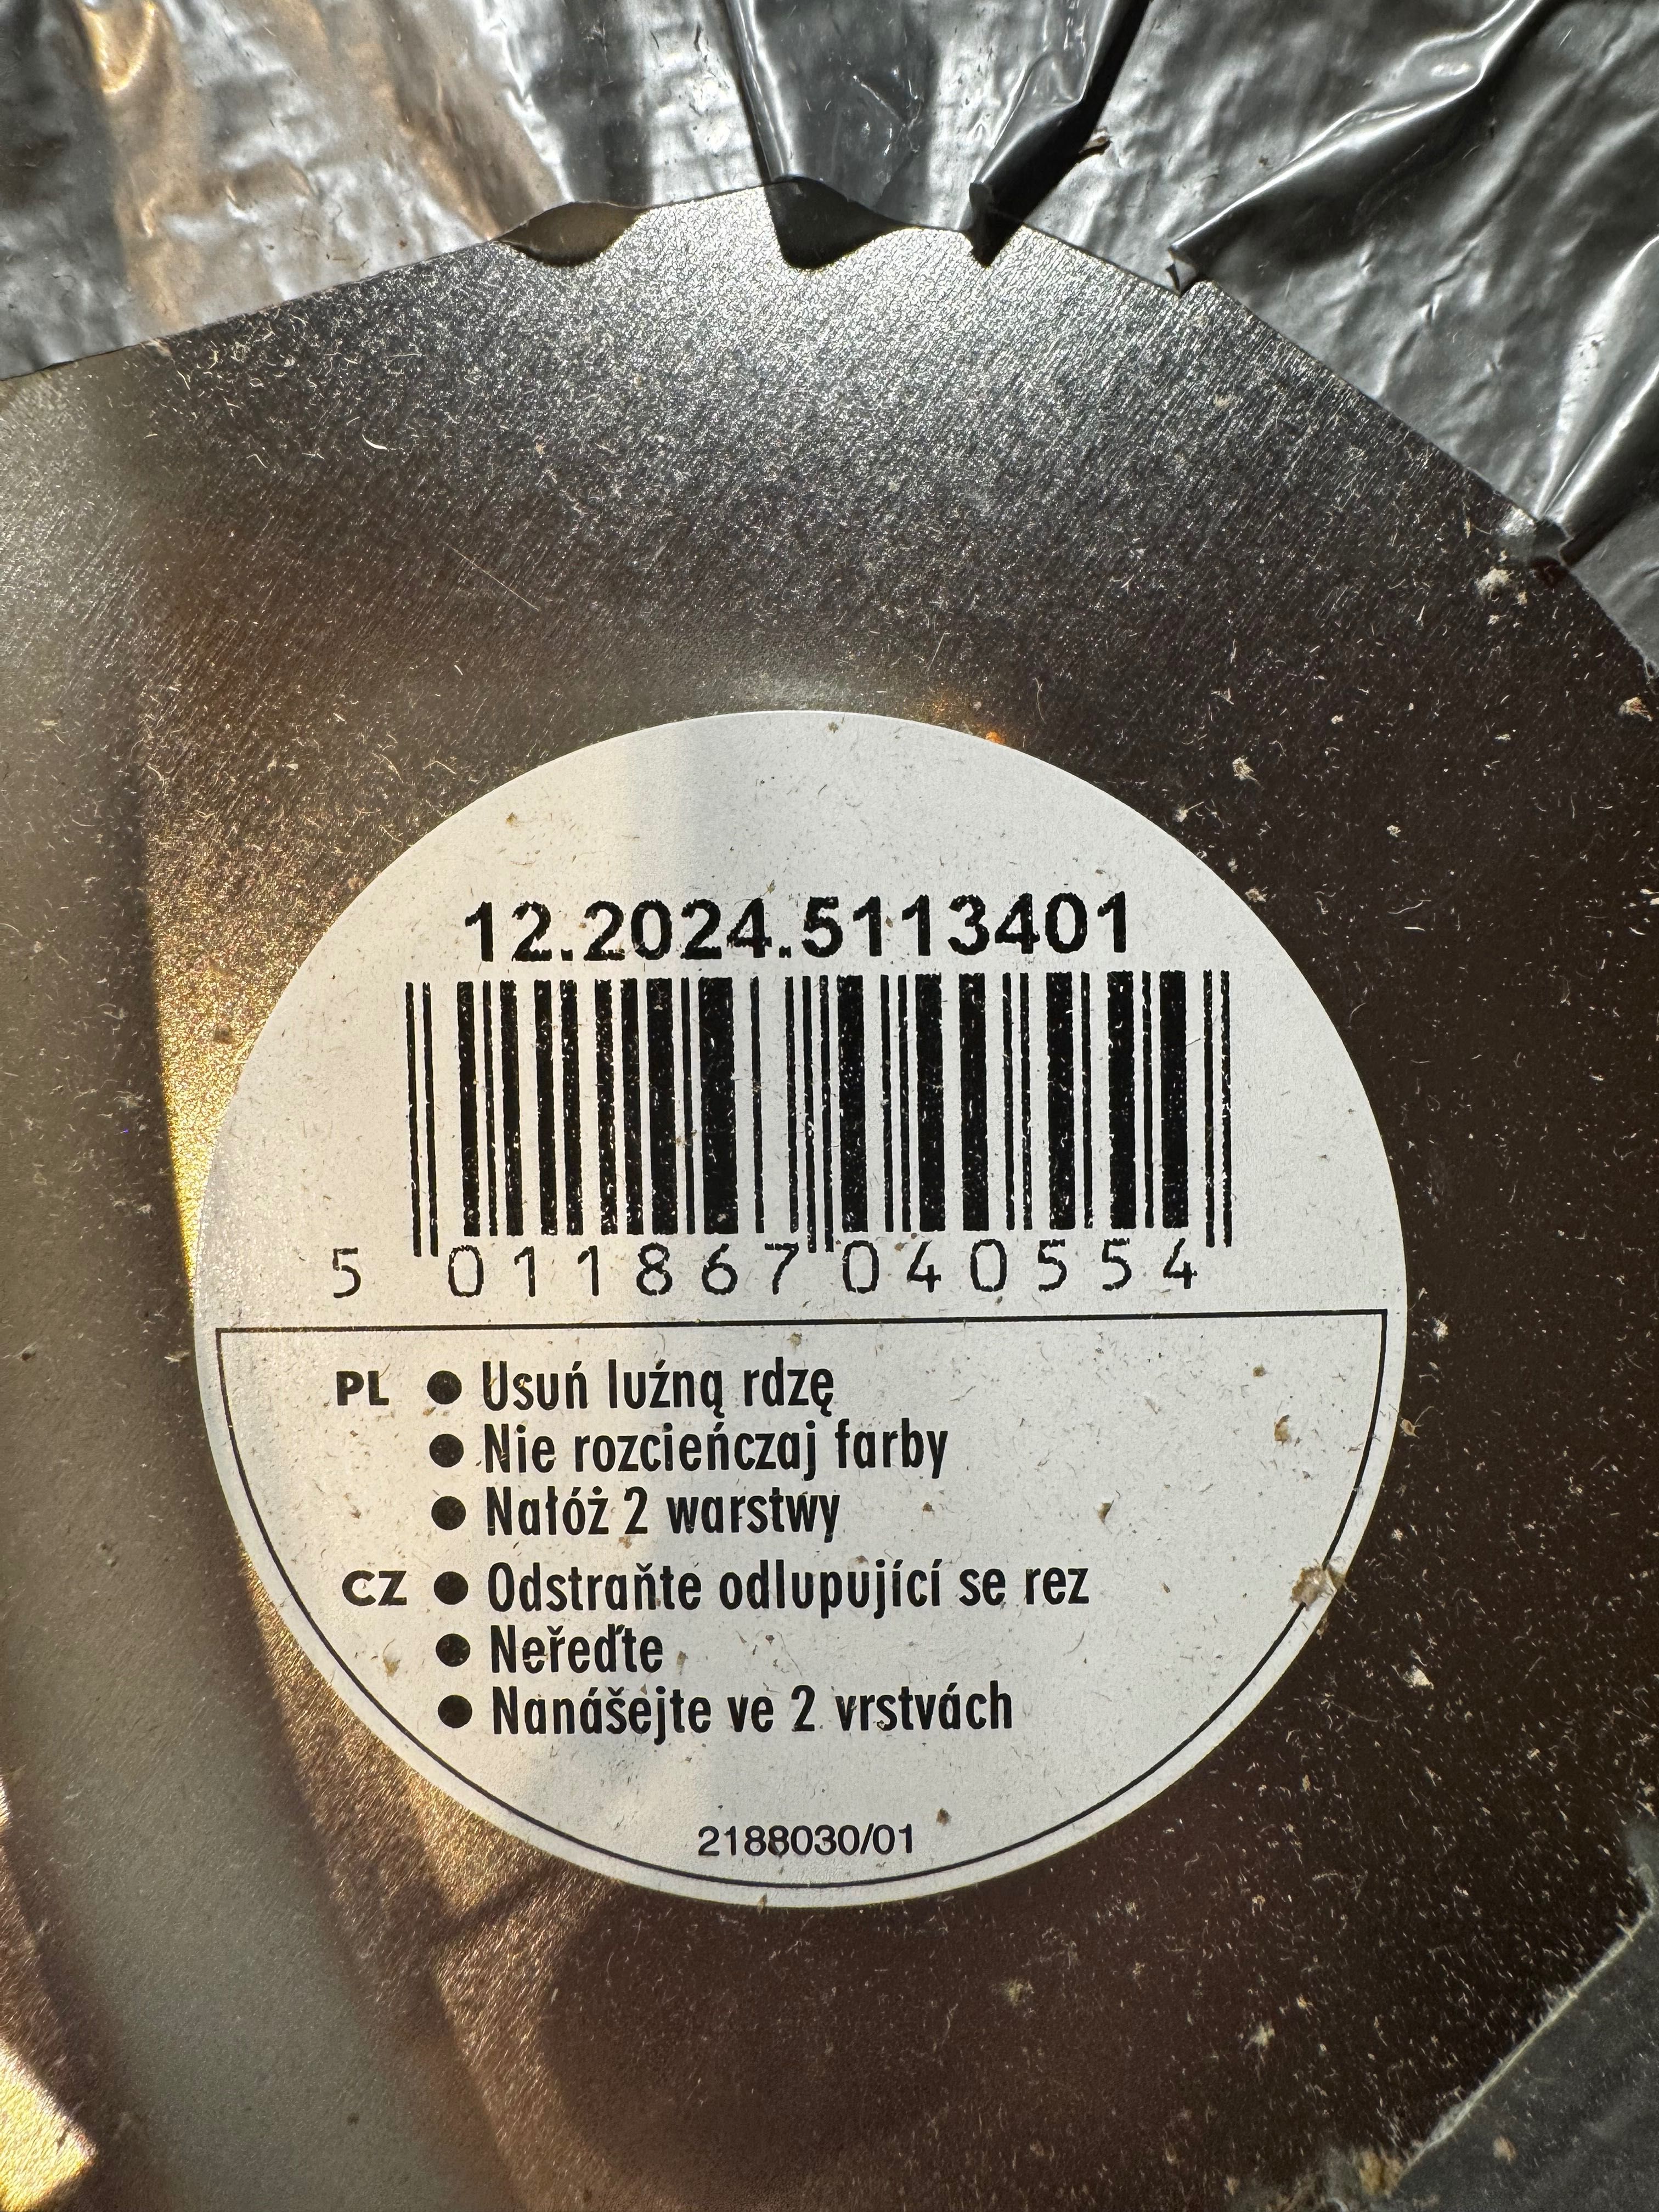 12.2024.5113401
5 011867 040554
PL ● Usuń luźną rdzę
● Nie rozcieńczaj farby
● Nałóż 2 warstwy
CZ ● Odstraňte odlupující se rez
● Neřeďte
● Nanášejte ve 2 vrstvách
2188030/01